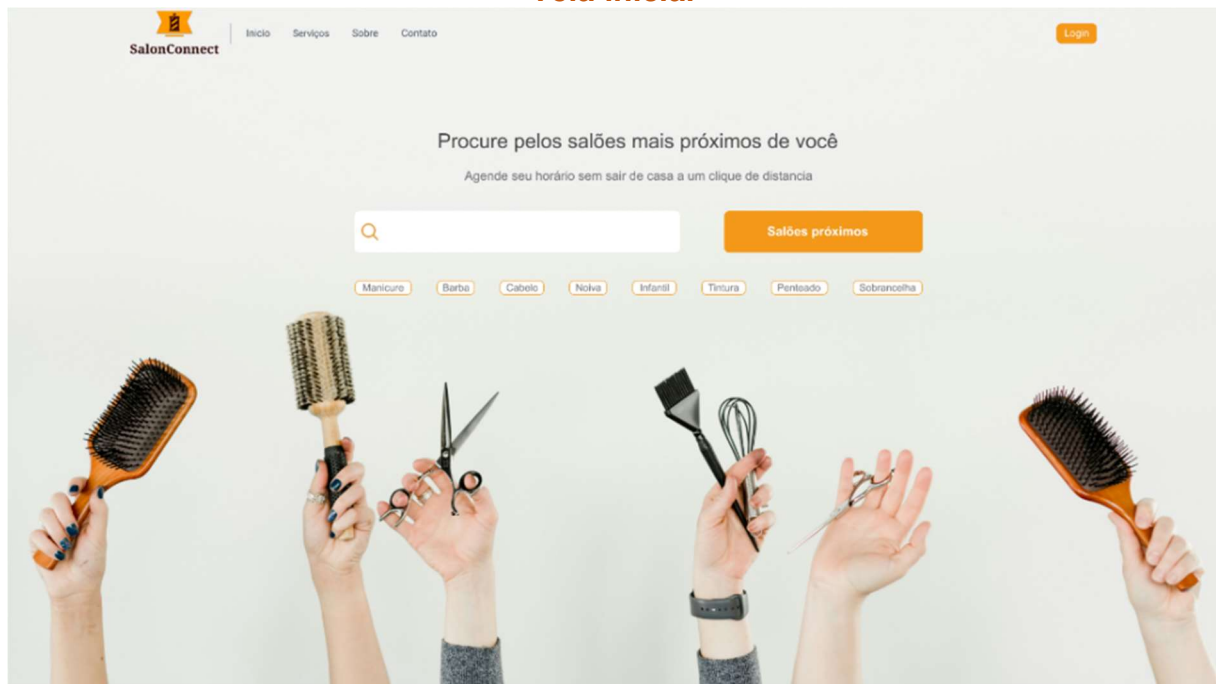 SalonConnect
Inicio Serviços Sobre Contato
Login
Procure pelos salões mais próximos de você
Agende seu horário sem sair de casa a um clique de distancia
Salões próximos
Manicure Barba Cabelo Noiva Infantil Tintura Penteado Sobrancelha